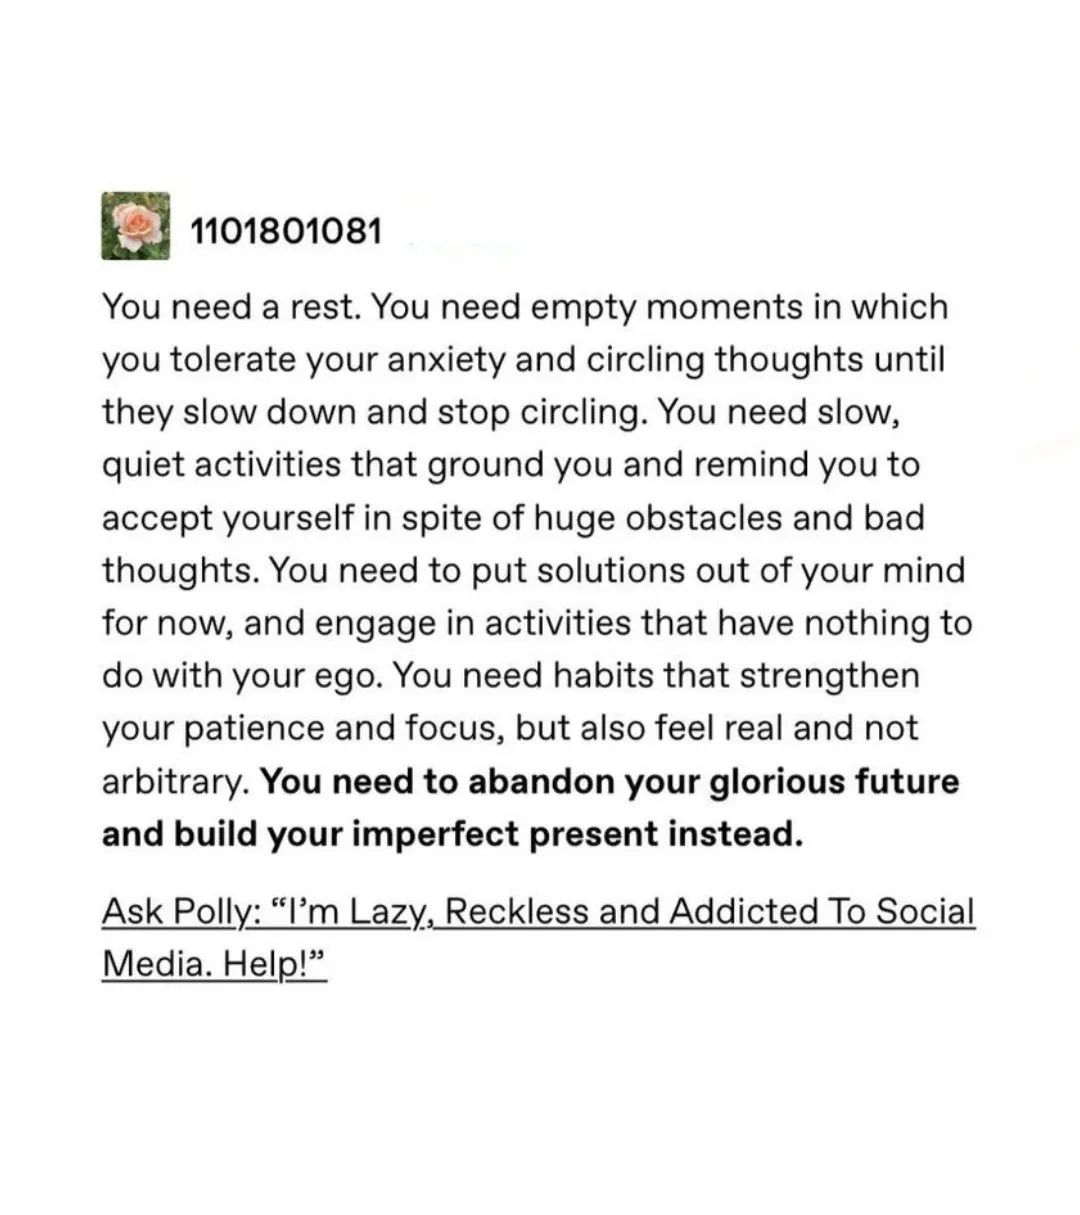 1101801081
You need a rest. You need empty moments in which
you tolerate your anxiety and circling thoughts until
they slow down and stop circling. You need slow,
quiet activities that ground you and remind you to
accept yourself in spite of huge obstacles and bad
thoughts. You need to put solutions out of your mind
for now, and engage in activities that have nothing to
do with your ego. You need habits that strengthen
your patience and focus, but also feel real and not
arbitrary. You need to abandon your glorious future
and build your imperfect present instead.
Ask Polly: “I’m Lazy, Reckless and Addicted To Social
Media. Help!”